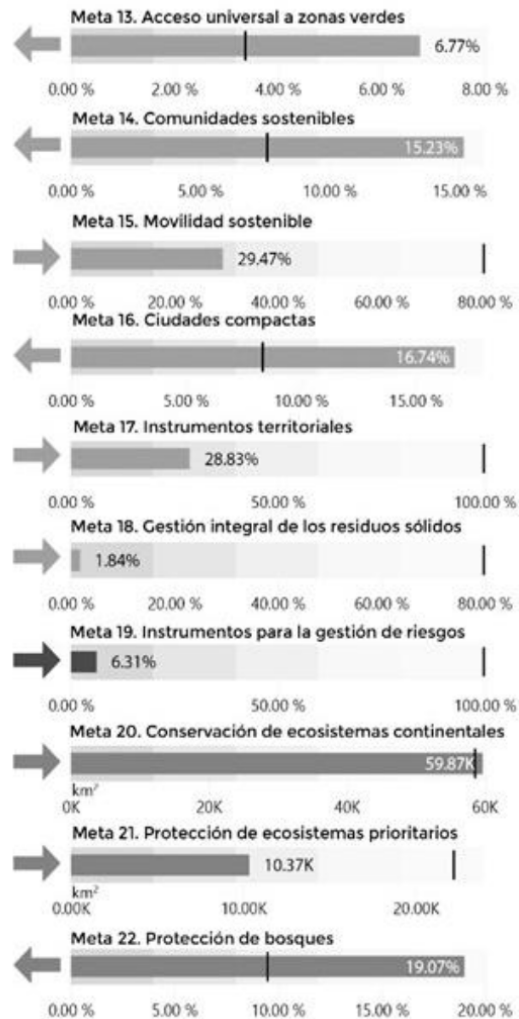 Meta 13. Acceso universal a zonas verdes
6.77%
0.00 % 2.00 % 4.00 % 6.00 % 8.00 %
Meta 14. Comunidades sostenibles
15.23%
0.00 % 5.00 % 10.00 % 15.00 %
Meta 15. Movilidad sostenible
29.47%
0.00 % 20.00 % 40.00 % 60.00 % 80.00 %
Meta 16. Ciudades compactas
16.74%
0.00 % 5.00 % 10.00 % 15.00 %
Meta 17. Instrumentos territoriales
28.83%
0.00 % 50.00 % 100.00 %
Meta 18. Gestión integral de los residuos sólidos
1.84%
0.00 % 20.00 % 40.00 % 60.00 % 80.00 %
Meta 19. Instrumentos para la gestión de riesgos
6.31%
0.00 % 50.00 % 100.00 %
Meta 20. Conservación de ecosistemas continentales
59.87K
km²
0K 20K 40K 60K
Meta 21. Protección de ecosistemas prioritarios
10.37K
km²
0.00K 10.00K 20.00K
Meta 22. Protección de bosques
19.07%
0.00 % 5.00 % 10.00 % 15.00 % 20.00 %